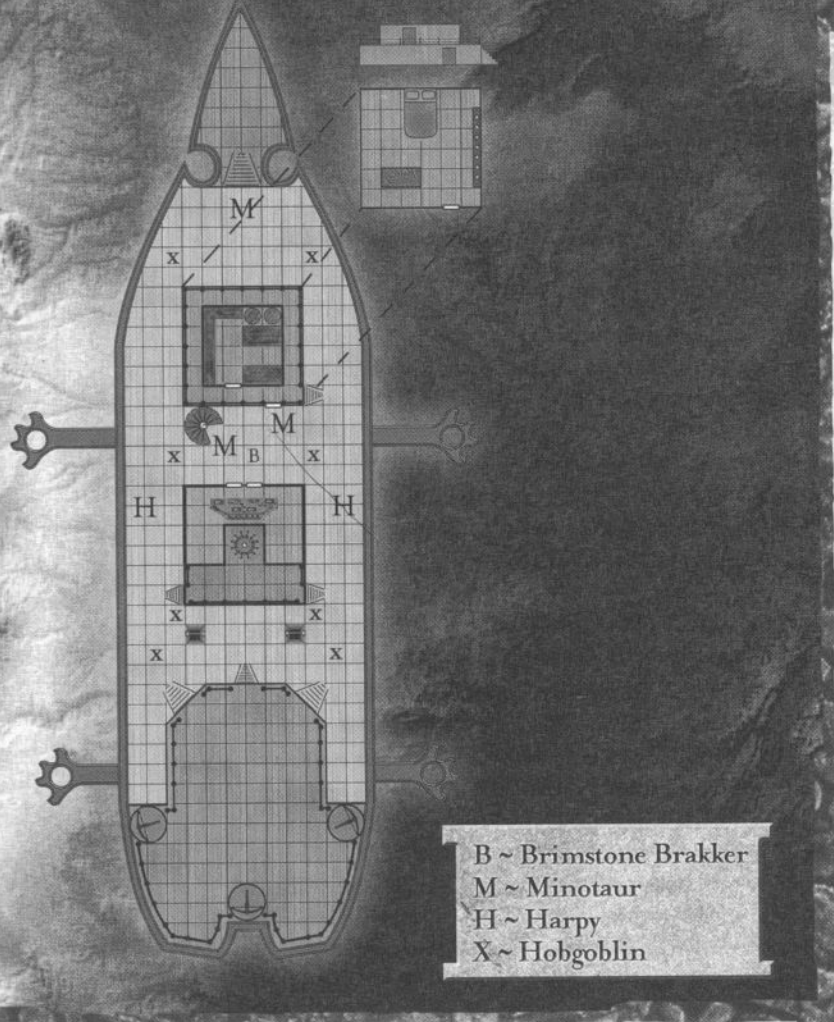 M
X X
M
X M B X
H H
X X
X X
B ~ Brimstone Brakker
M ~ Minotaur
H ~ Harpy
X ~ Hobgoblin